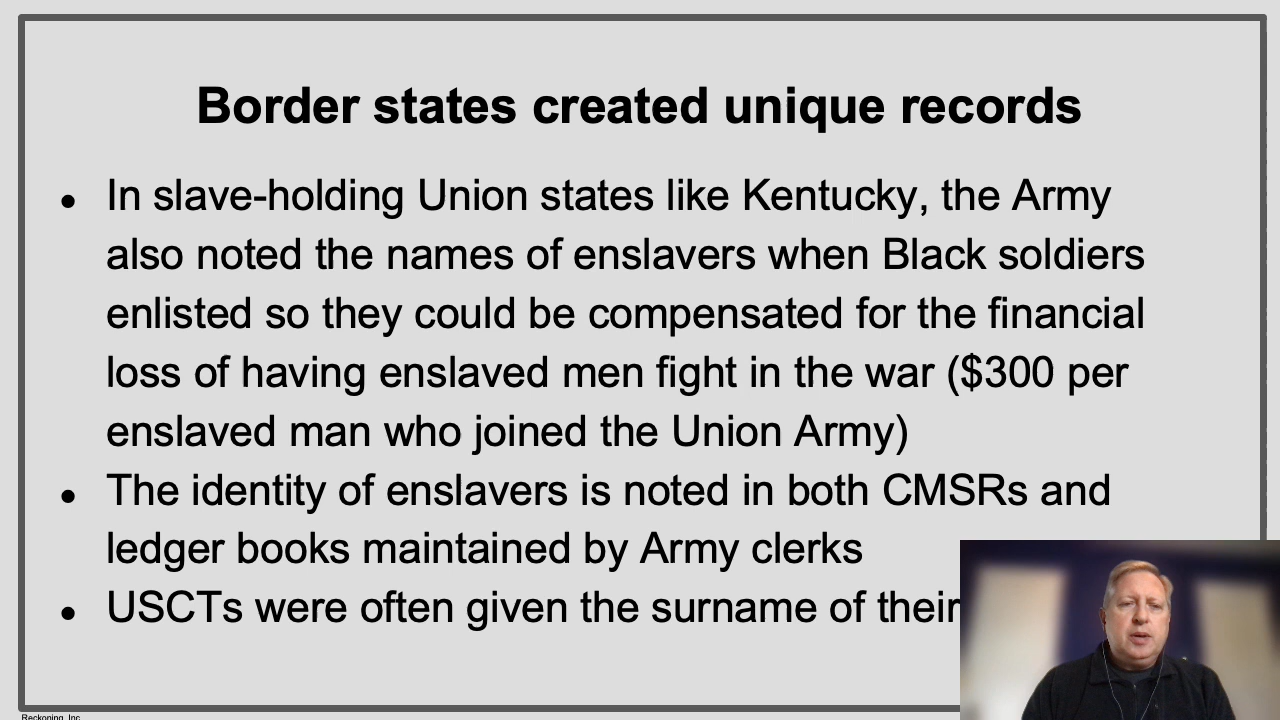 Border states created unique records
● In slave-holding Union states like Kentucky, the Army
also noted the names of enslavers when Black soldiers
enlisted so they could be compensated for the financial
loss of having enslaved men fight in the war ($300 per
enslaved man who joined the Union Army)
● The identity of enslavers is noted in both CMSRs and
ledger books maintained by Army clerks
● USCTs were often given the surname of their
Reckoning, Inc.